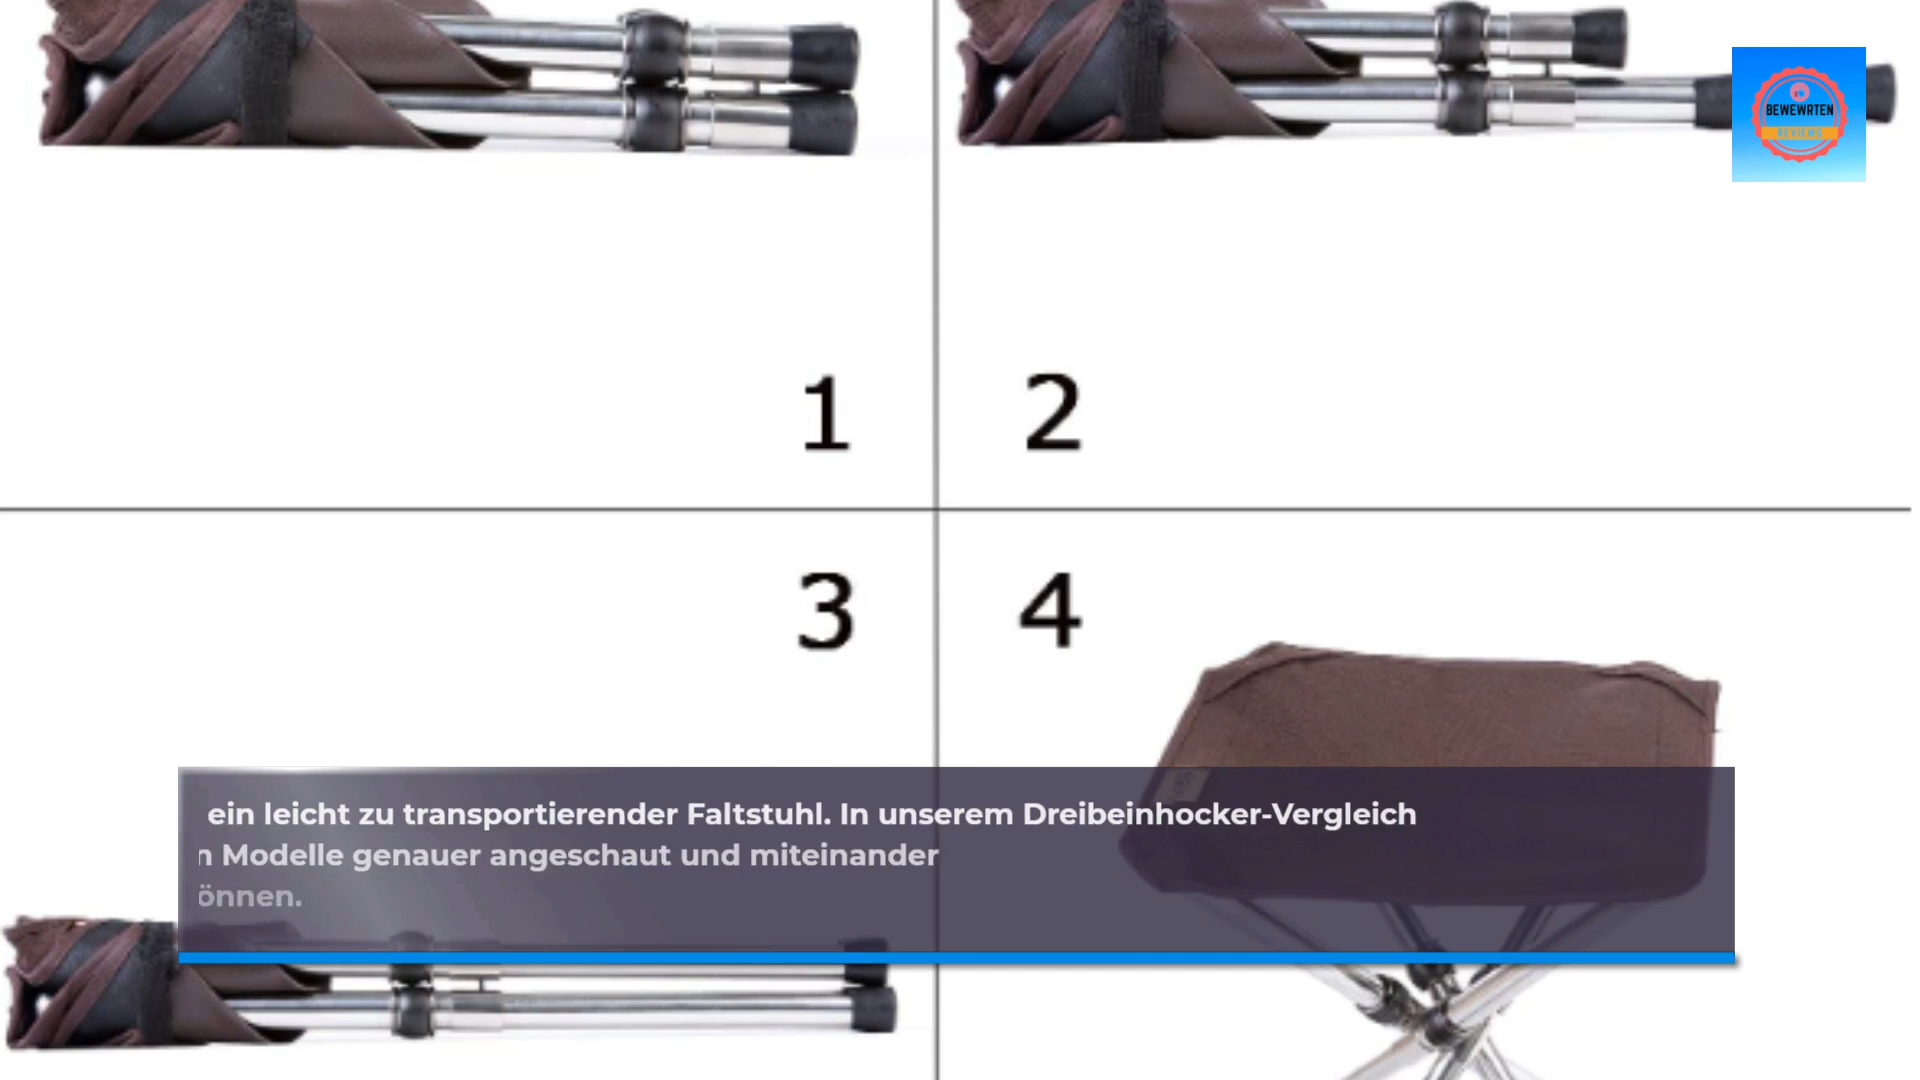 BEWEWRTEN
REVIEWS
1
2
3
4
ein leicht zu transportierender Faltstuhl. In unserem Dreibeinhocker-Vergleich
n Modelle genauer angeschaut und miteinander
önnen.